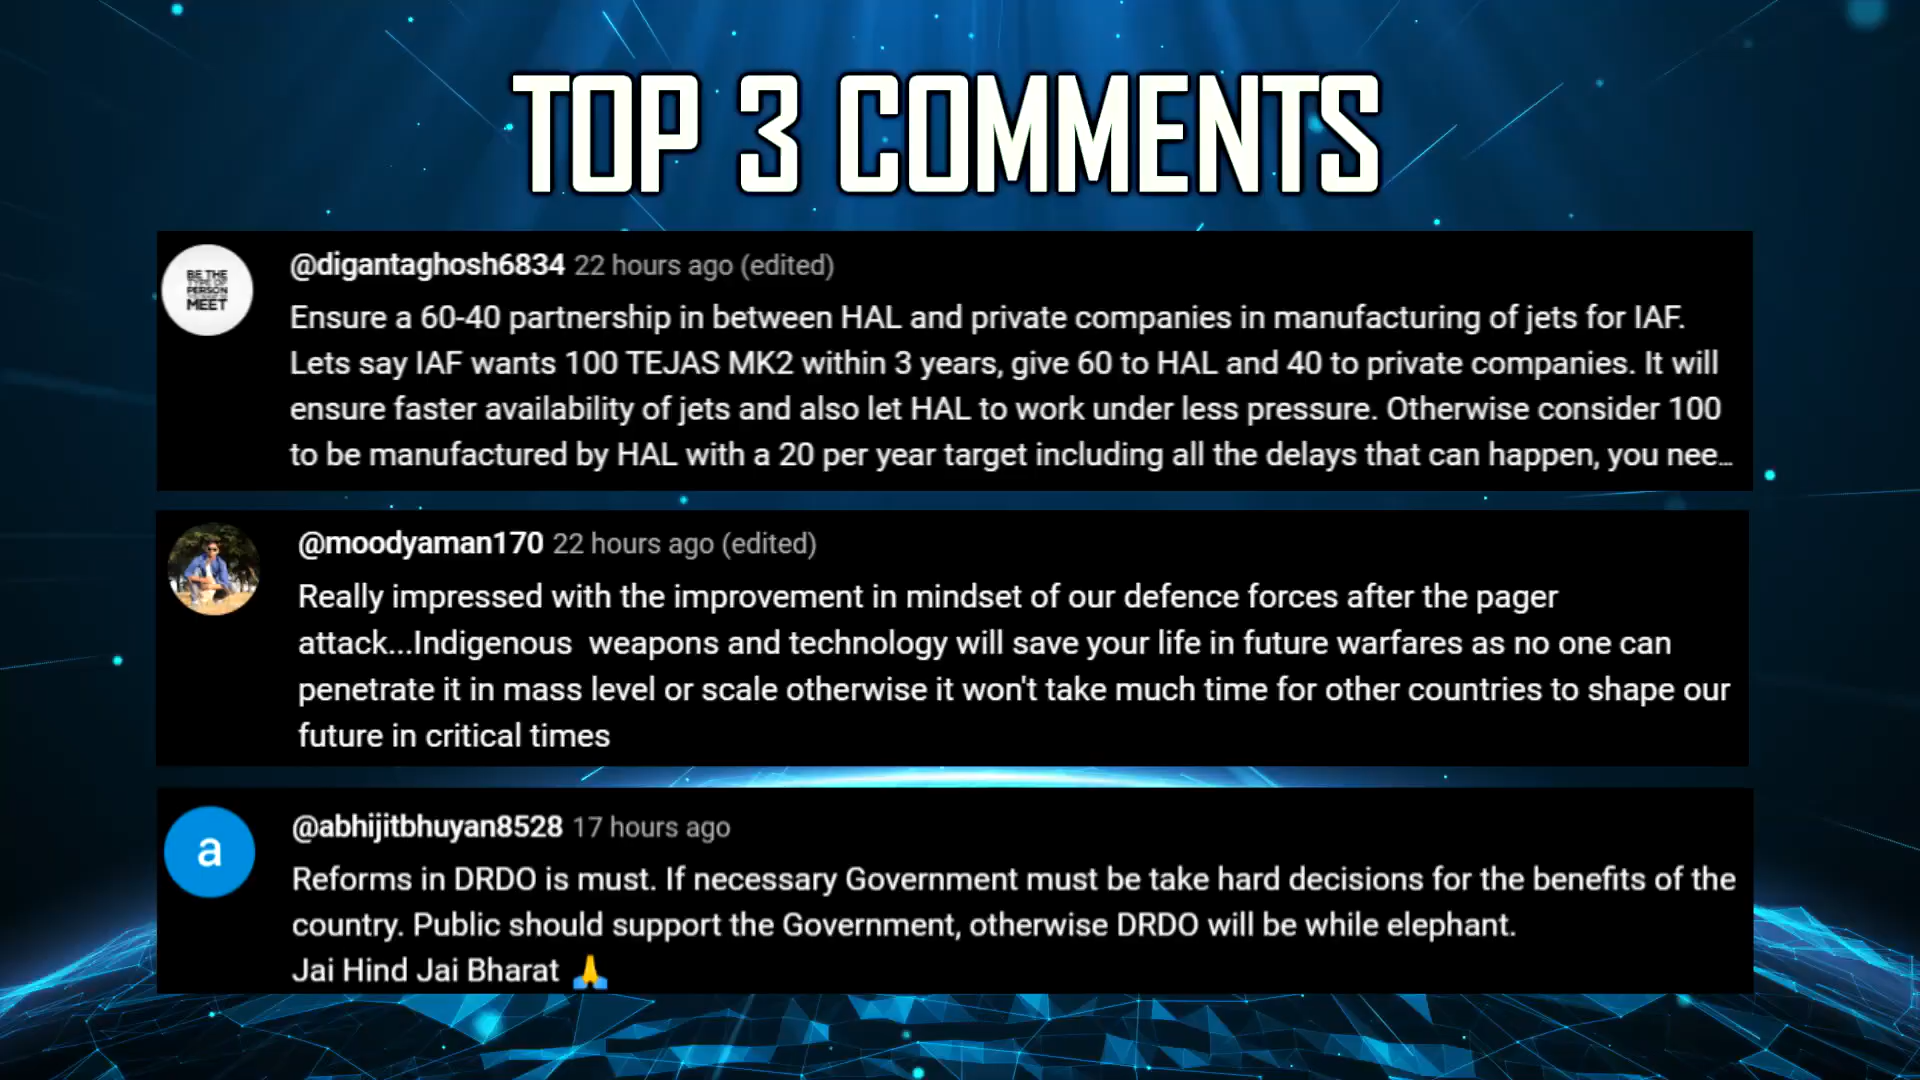 TOP 3 COMMENTS
BE THE
TYPE OF
PERSON
MEET
@digantaghosh6834 22 hours ago (edited)
Ensure a 60-40 partnership in between HAL and private companies in manufacturing of jets for IAF.
Lets say IAF wants 100 TEJAS MK2 within 3 years, give 60 to HAL and 40 to private companies. It will
ensure faster availability of jets and also let HAL to work under less pressure. Otherwise consider 100
to be manufactured by HAL with a 20 per year target including all the delays that can happen, you nee...
@moodyaman170 22 hours ago (edited)
Really impressed with the improvement in mindset of our defence forces after the pager
attack...Indigenous  weapons and technology will save your life in future warfares as no one can
penetrate it in mass level or scale otherwise it won't take much time for other countries to shape our
future in critical times
a
@abhijitbhuyan8528 17 hours ago
Reforms in DRDO is must. If necessary Government must be take hard decisions for the benefits of the
country. Public should support the Government, otherwise DRDO will be while elephant.
Jai Hind Jai Bharat 🙏